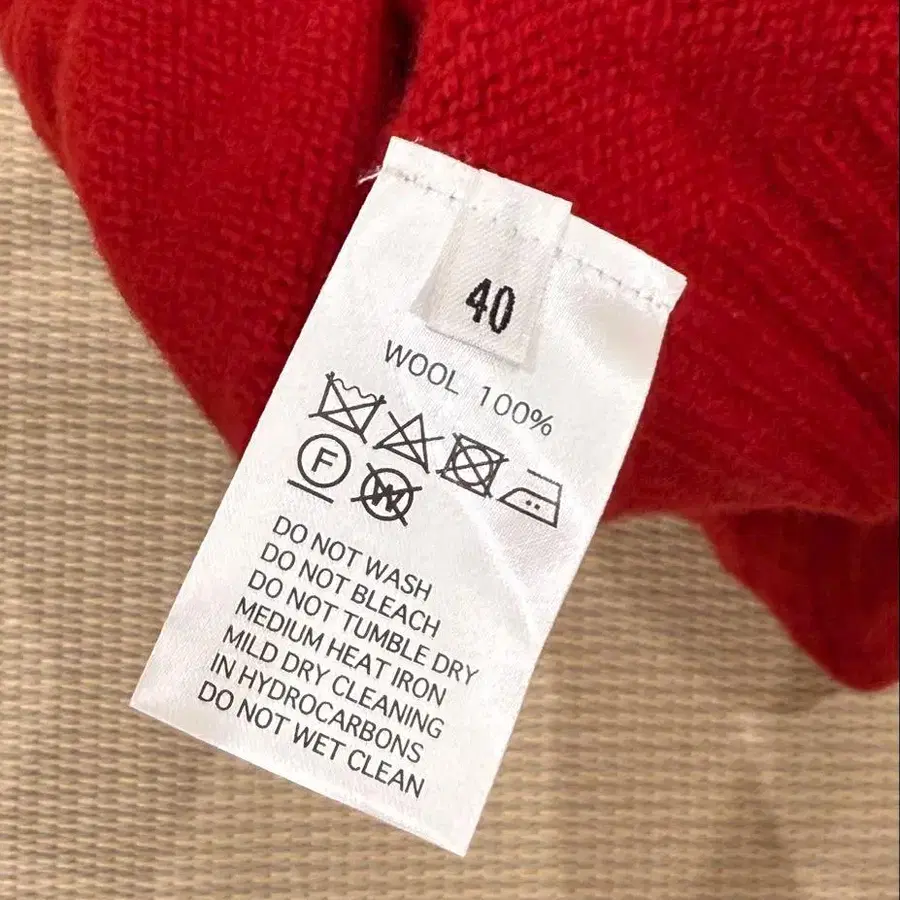 40
WOOL 100%
F
W
DO NOT WASH
DO NOT BLEACH
DO NOT TUMBLE DRY
MEDIUM HEAT IRON
MILD DRY CLEANING
IN HYDROCARBONS
DO NOT WET CLEAN